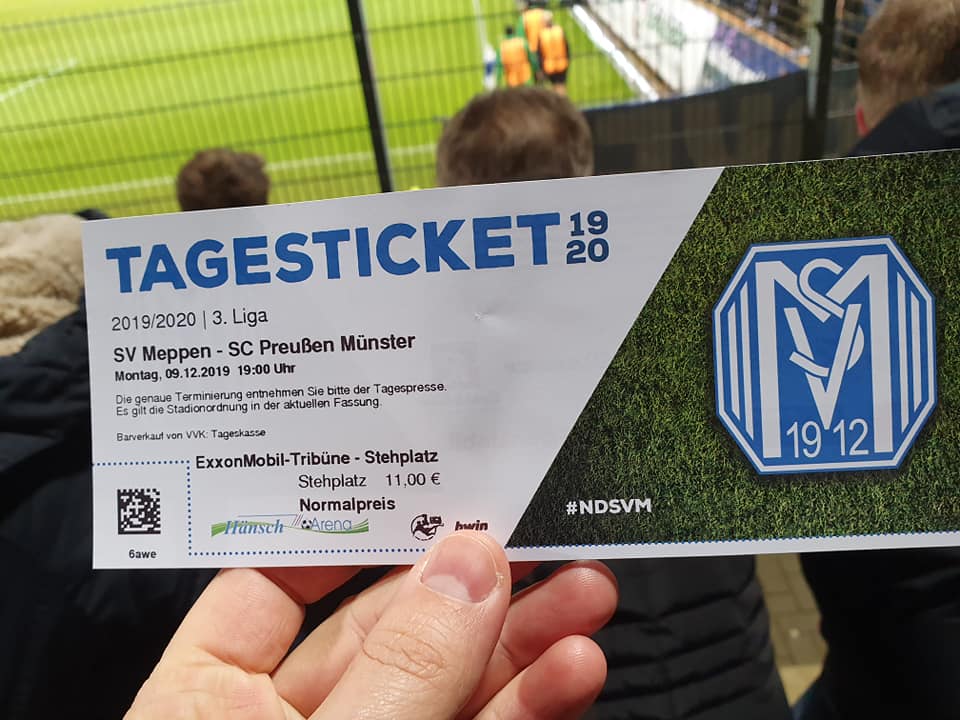 TAGESTICKET 19
20
2019/2020 | 3. Liga
SV Meppen - SC Preußen Münster
Montag, 09.12.2019 19:00 Uhr
Die genaue Terminierung entnehmen Sie bitte der Tagespresse.
Es gilt die Stadionordnung in der aktuellen Fassung.
Barverkauf von VVK: Tageskasse
ExxonMobil-Tribüne - Stehplatz
Stehplatz 11,00 €
Normalpreis
Hänsch Arena
bwin
6awe
#NDSVM
SVM
1912